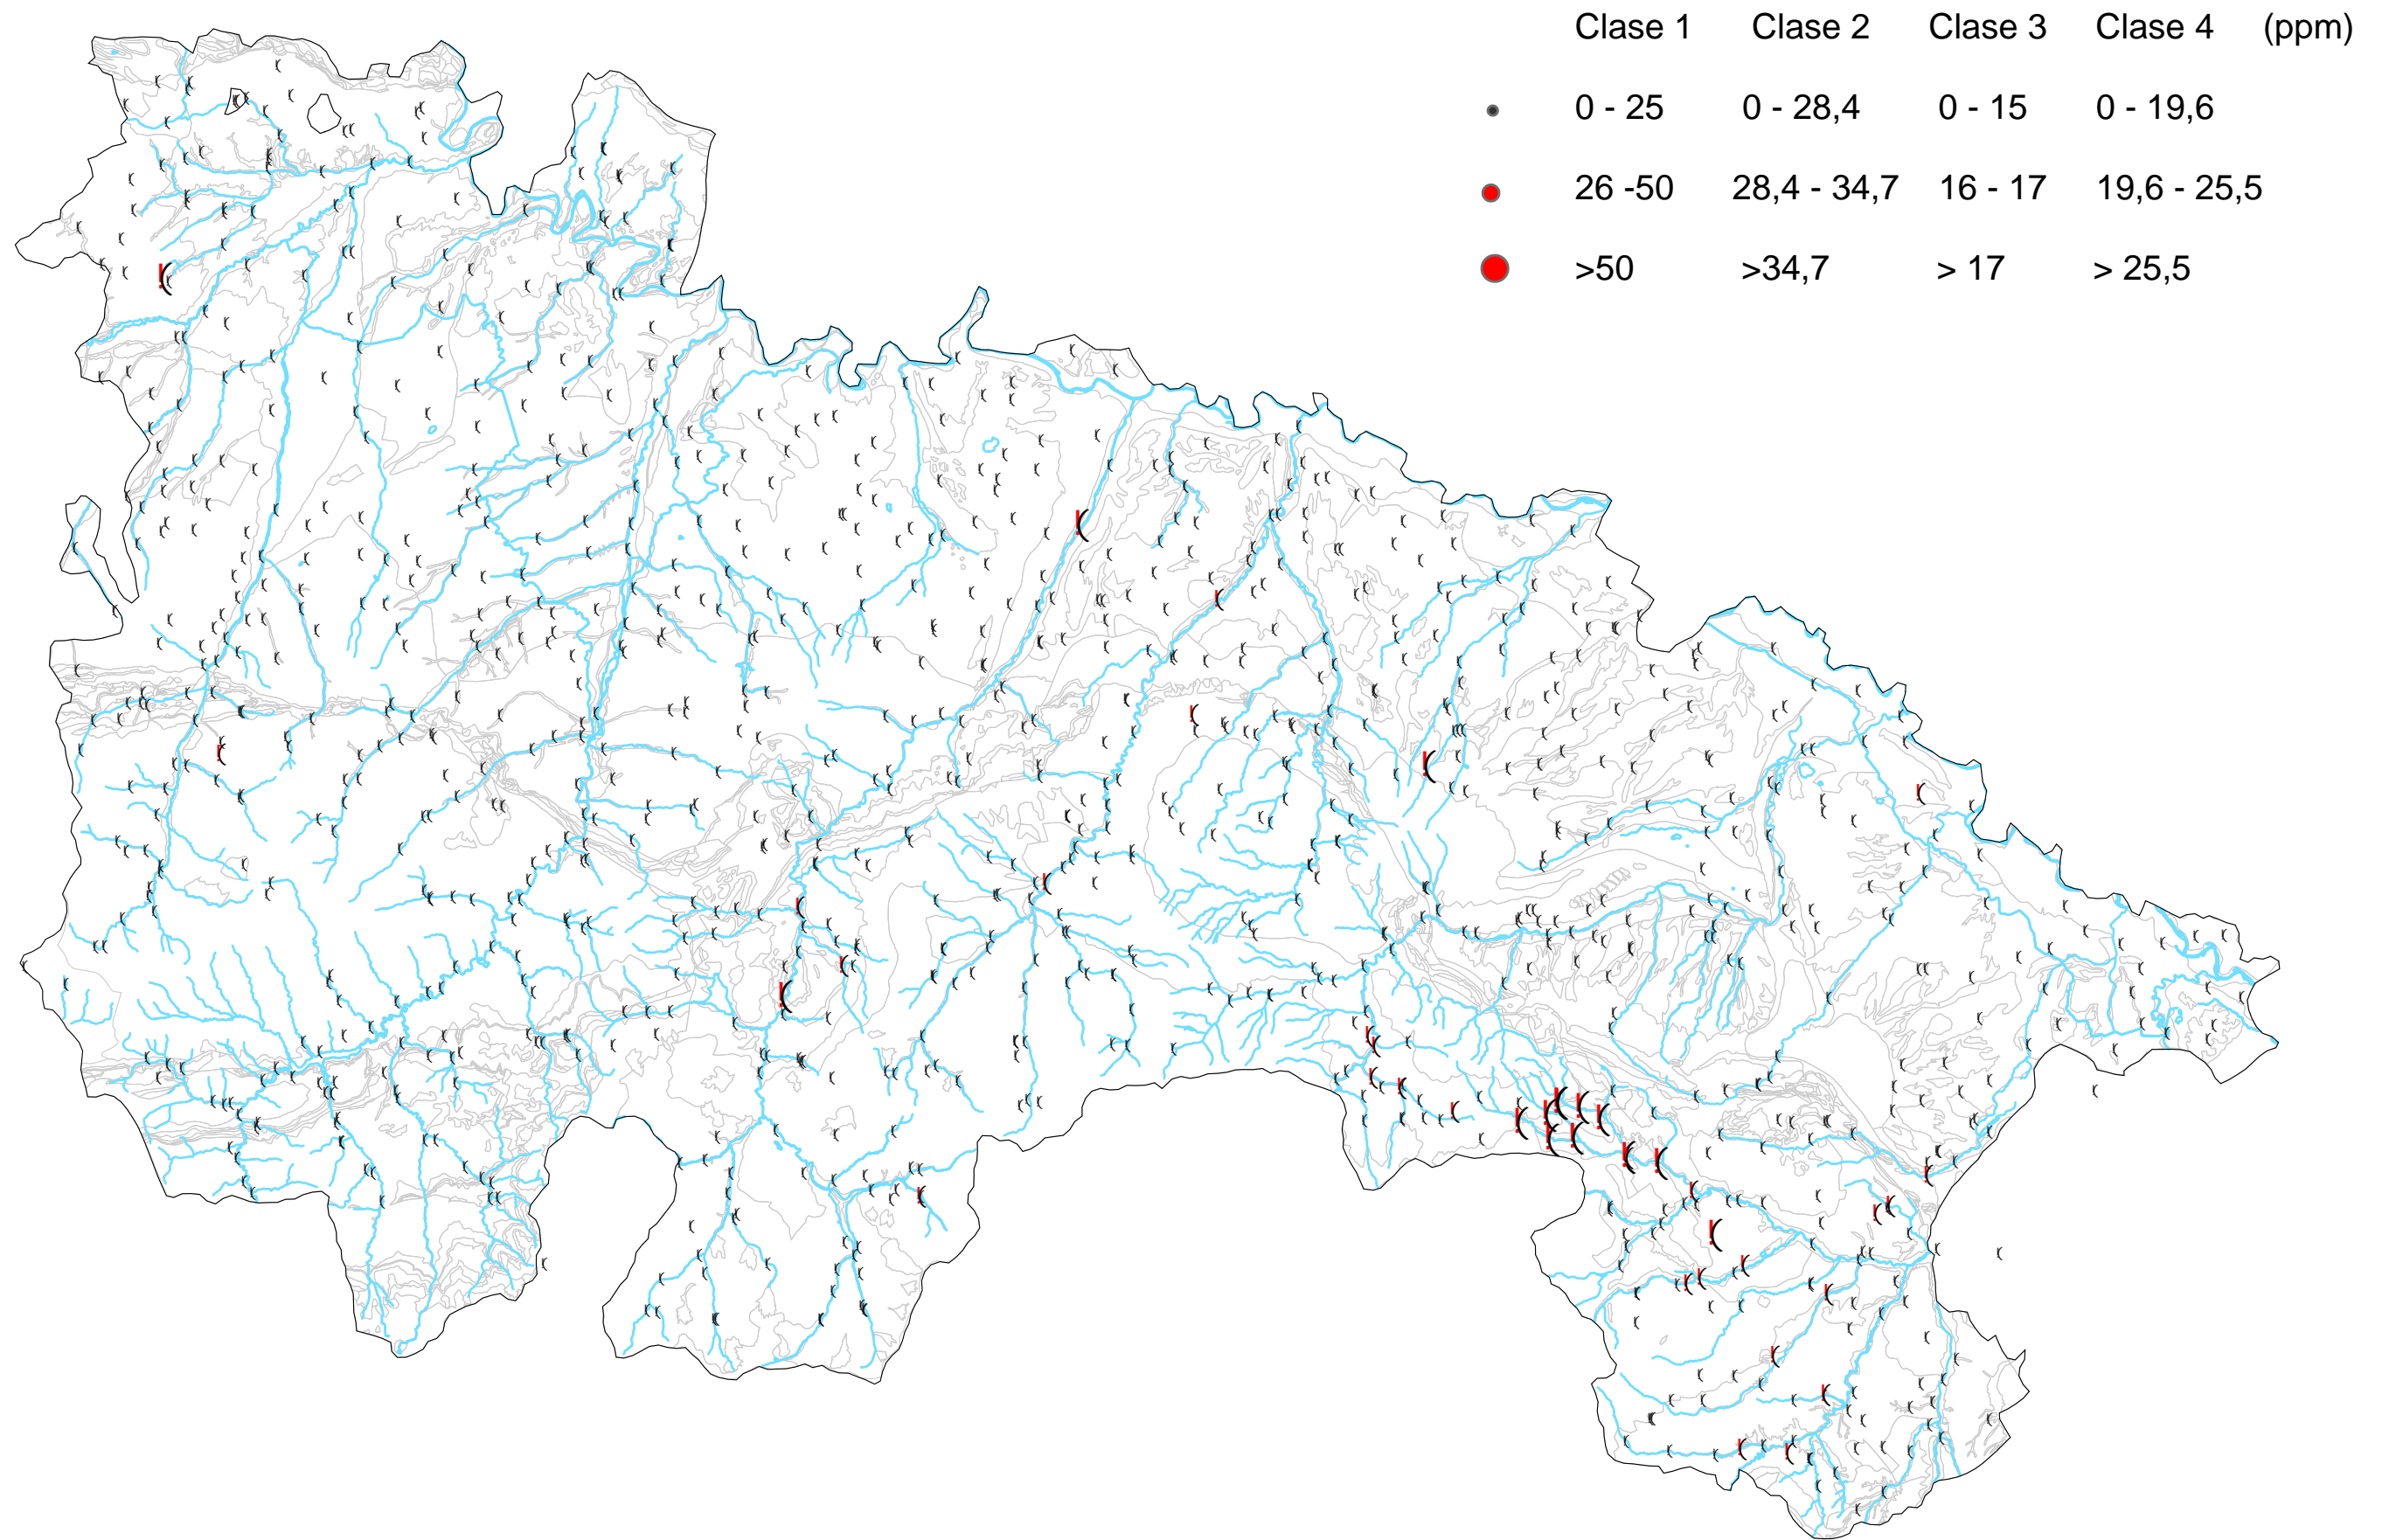 Clase 1 Clase 2 Clase 3 Clase 4 (ppm)
0 - 25 0 - 28,4 0 - 15 0 - 19,6
26 -50 28,4 - 34,7 16 - 17 19,6 - 25,5
>50 >34,7 > 17 > 25,5